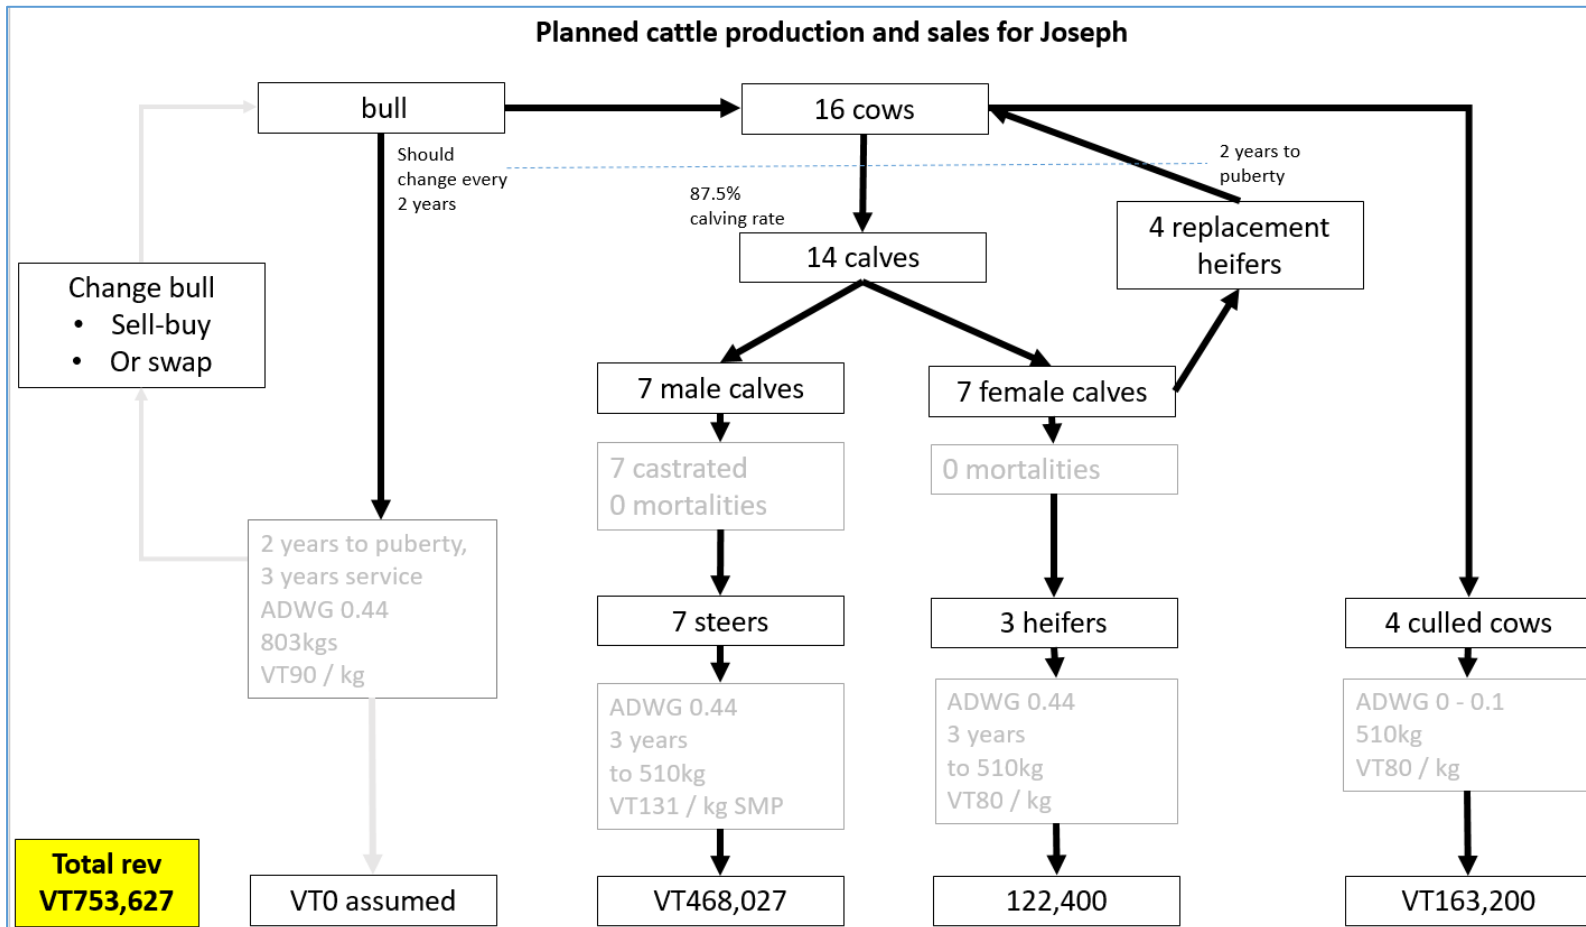 Planned cattle production and sales for Joseph
bull
16 cows
Should
change every
2 years
2 years to
puberty
87.5%
calving rate
4 replacement
heifers
14 calves
Change bull
• Sell-buy
• Or swap
7 male calves
7 female calves
7 castrated
0 mortalities
0 mortalities
2 years to puberty,
3 years service
ADWG 0.44
803kgs
VT90 / kg
7 steers
3 heifers
4 culled cows
ADWG 0.44
3 years
to 510kg
VT131 / kg SMP
ADWG 0.44
3 years
to 510kg
VT80 / kg
ADWG 0 - 0.1
510kg
VT80 / kg
Total rev
VT753,627
VT0 assumed
VT468,027
122,400
VT163,200